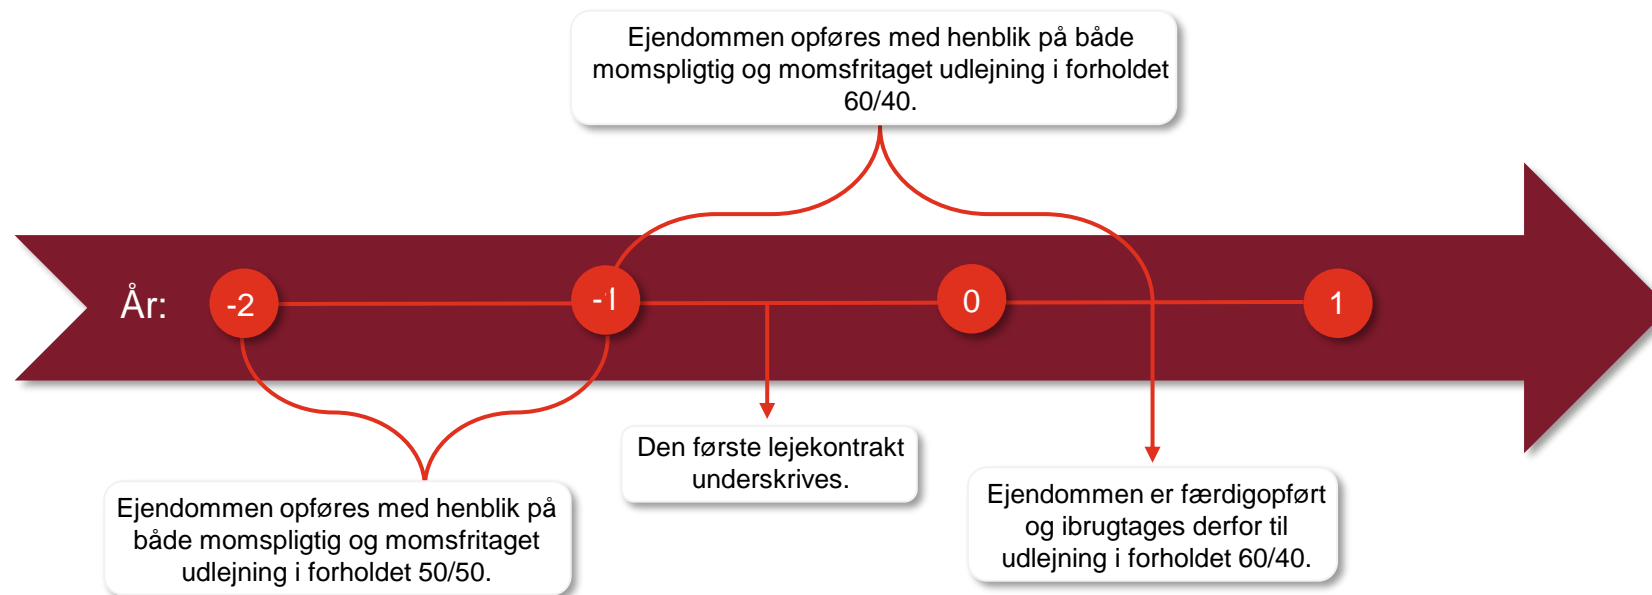 Ejendommen opføres med henblik på både
momspligtig og momsfritaget udlejning i forholdet
60/40.
År:
-2
-1
0
1
Den første lejekontrakt
underskrives.
Ejendommen opføres med henblik på
både momspligtig og momsfritaget
udlejning i forholdet 50/50.
Ejendommen er færdigopført
og ibrugtages derfor til
udlejning i forholdet 60/40.